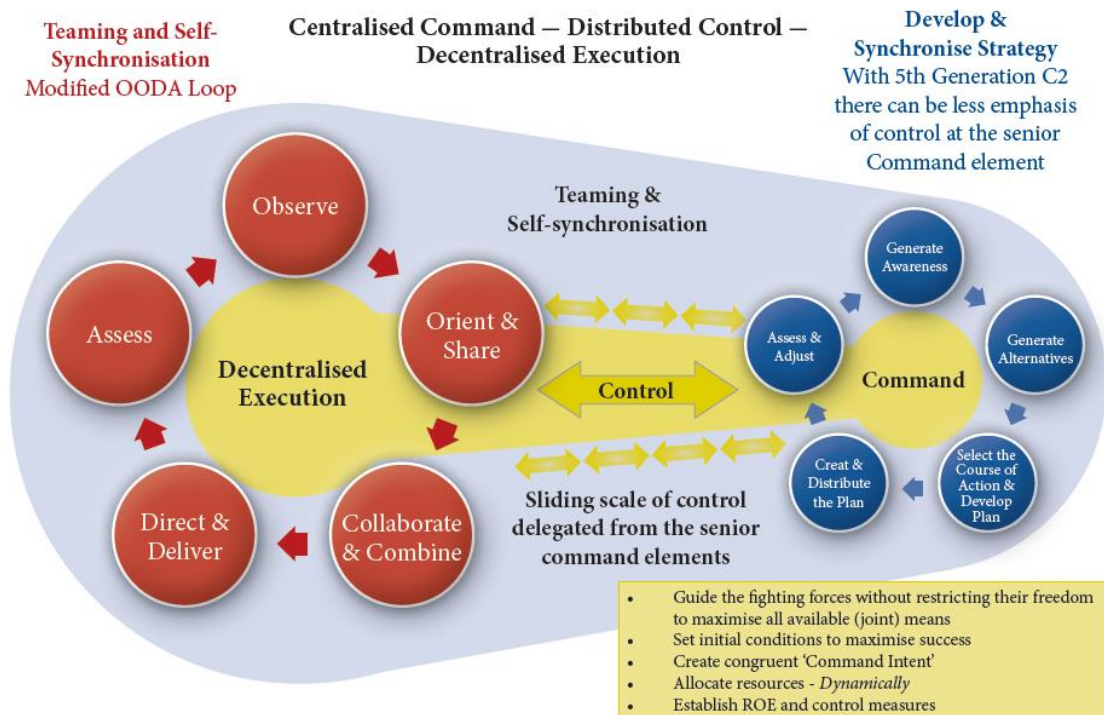 Teaming and Self-
Synchronisation
Modified OODA Loop
Centralised Command — Distributed Control —
Decentralised Execution
Develop &
Synchronise Strategy
With 5th Generation C2
there can be less emphasis
of control at the senior
Command element
Observe
Orient &
Share
Collaborate
& Combine
Direct &
Deliver
Assess
Decentralised
Execution
Teaming &
Self-synchronisation
Control
Sliding scale of control
delegated from the senior
command elements
Generate
Awareness
Generate
Alternatives
Select the
Course of
Action &
Develop
Plan
Creat &
Distribute
the Plan
Assess &
Adjust
Command
• Guide the fighting forces without restricting their freedom
to maximise all available (joint) means
• Set initial conditions to maximise success
• Create congruent ‘Command Intent’
• Allocate resources - Dynamically
• Establish ROE and control measures